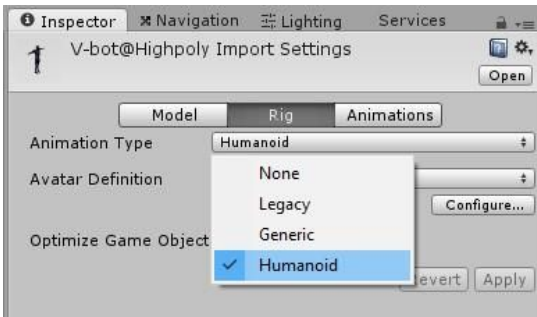 Inspector Navigation Lighting Services
V-bot@Highpoly Import Settings
Open
Model Rig Animations
Animation Type Humanoid
None
Avatar Definition
Legacy
Configure...
Generic
Optimize Game Object
Humanoid
Revert Apply